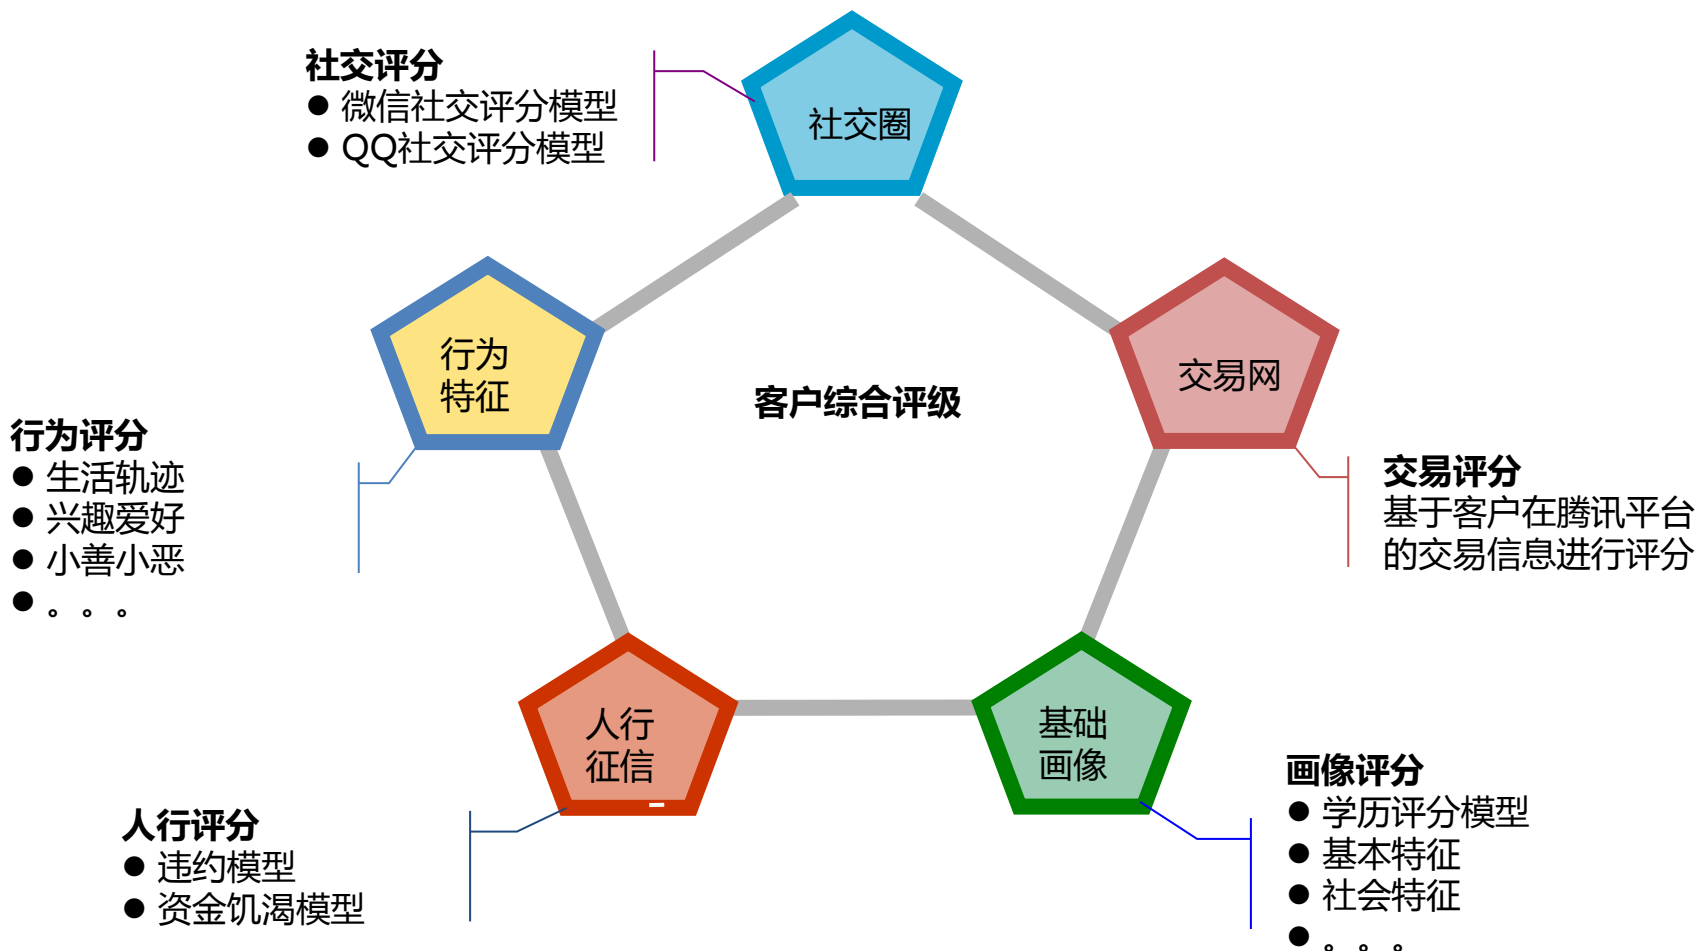 社交评分
● 微信社交评分模型
● QQ社交评分模型
社交圈
行为
特征
交易网
客户综合评级
行为评分
● 生活轨迹
● 兴趣爱好
● 小善小恶
● 。。。
交易评分
基于客户在腾讯平台
的交易信息进行评分
人行
征信
基础
画像
人行评分
● 违约模型
● 资金饥渴模型
画像评分
● 学历评分模型
● 基本特征
● 社会特征
● 。。。